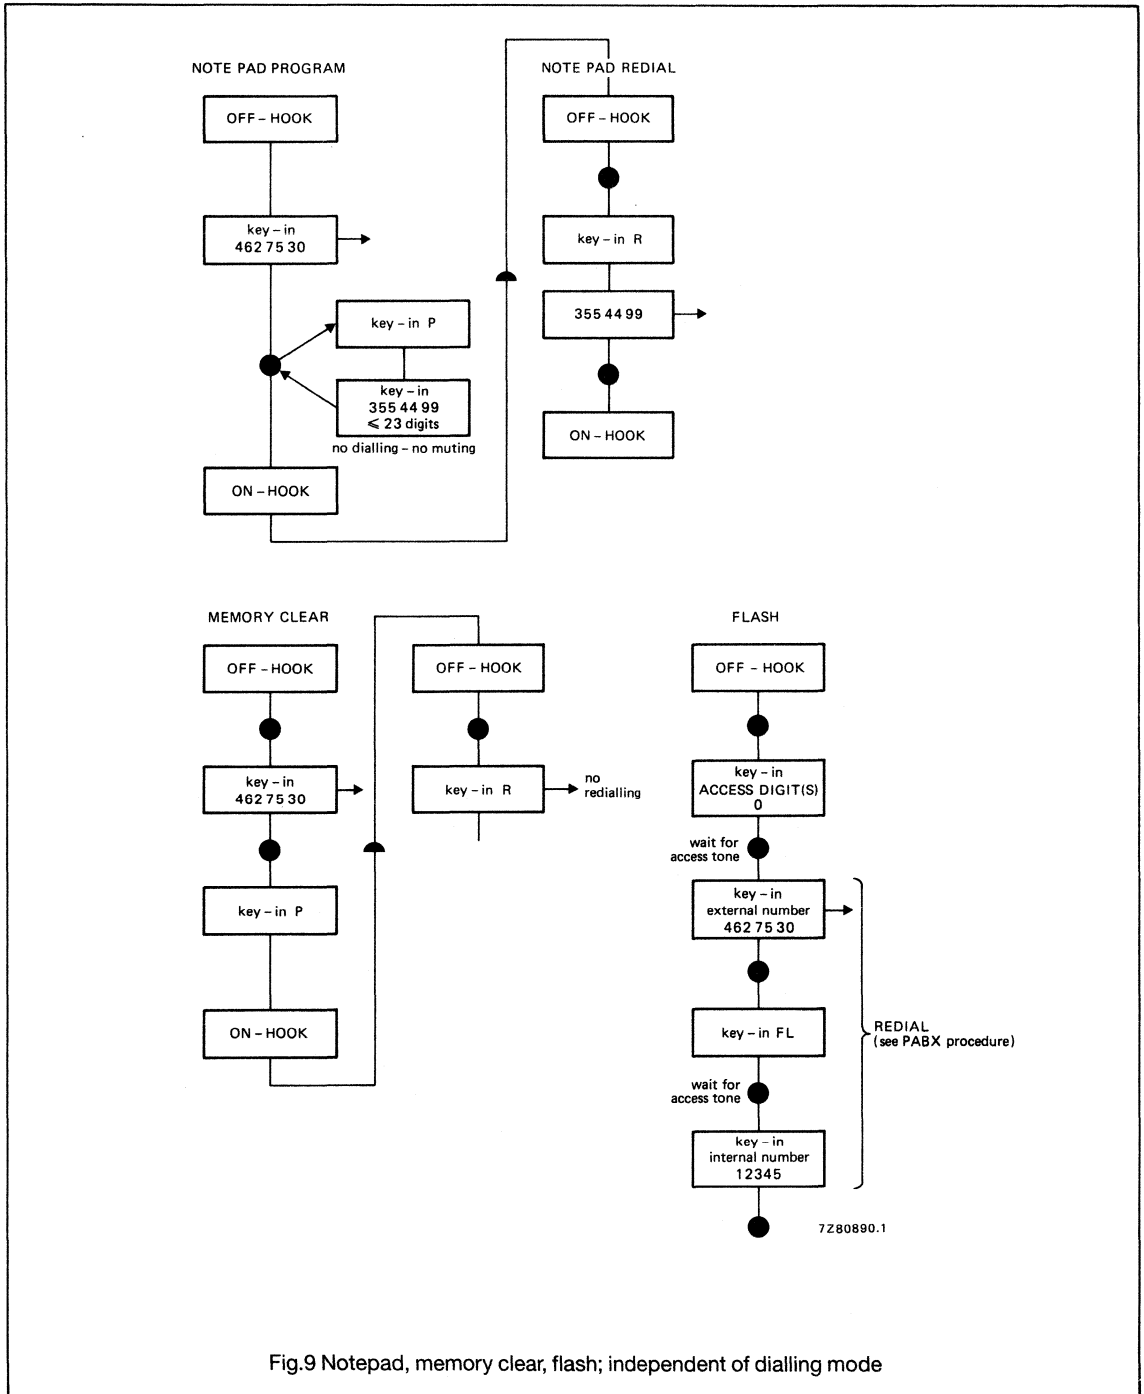 NOTE PAD PROGRAM
OFF – HOOK
key – in
462 75 30
key – in P
key – in
355 44 99
⩽ 23 digits
no dialling – no muting
ON – HOOK
NOTE PAD REDIAL
OFF – HOOK
key – in R
355 44 99
ON – HOOK
MEMORY CLEAR
OFF – HOOK
key – in
462 75 30
key – in P
ON – HOOK
OFF – HOOK
key – in R
no
redialling
FLASH
OFF – HOOK
key – in
ACCESS DIGIT(S)
0
wait for
access tone
key – in
external number
462 75 30
key – in FL
wait for
access tone
key – in
internal number
12345
REDIAL
(see PABX procedure)
7Z80890.1
Fig.9 Notepad, memory clear, flash; independent of dialling mode